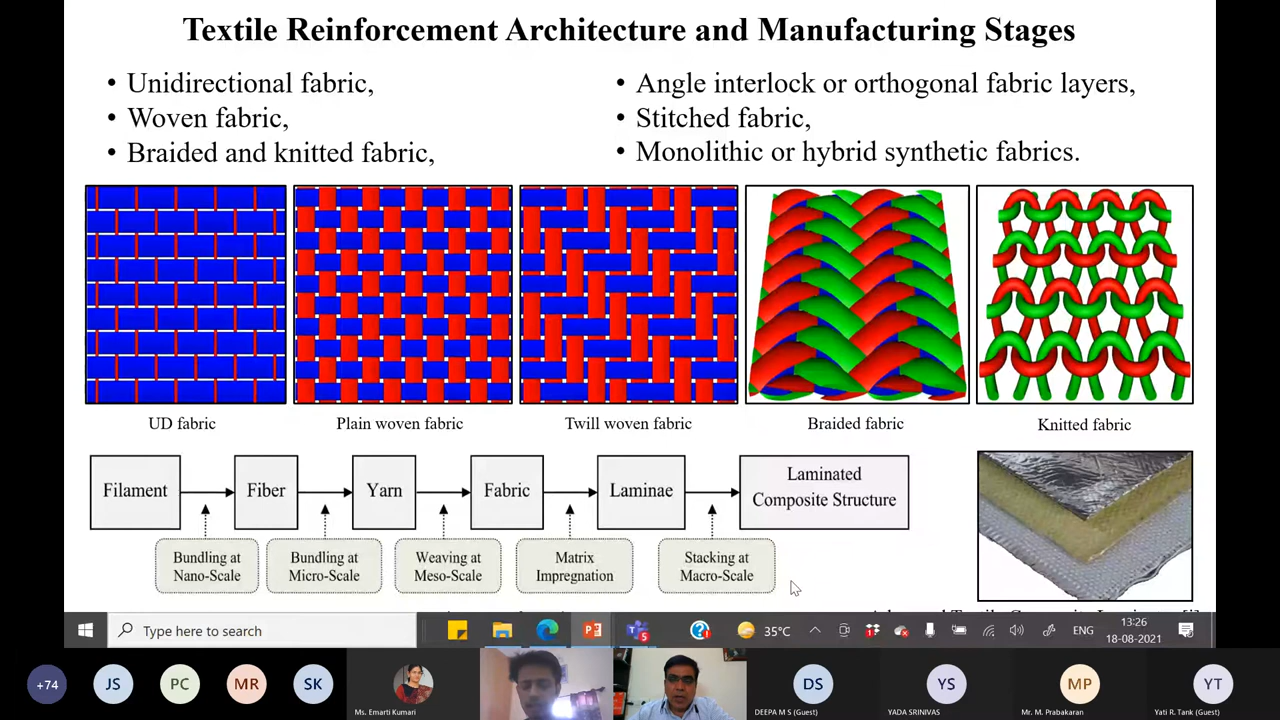 Textile Reinforcement Architecture and Manufacturing Stages
• Unidirectional fabric,
• Woven fabric,
• Braided and knitted fabric,
• Angle interlock or orthogonal fabric layers,
• Stitched fabric,
• Monolithic or hybrid synthetic fabrics.
UD fabric
Plain woven fabric
Twill woven fabric
Braided fabric
Knitted fabric
Filament
Fiber
Yarn
Fabric
Laminae
Laminated
Composite Structure
Bundling at
Nano-Scale
Bundling at
Micro-Scale
Weaving at
Meso-Scale
Matrix
Impregnation
Stacking at
Macro-Scale
Type here to search
35°C
ENG
13:26
18-08-2021
+74
JS
PC
MR
SK
Ms. Emarti Kumari
DS
DEEPA M S (Guest)
YS
YADA SRINIVAS
MP
Mr. M. Prabakaran
YT
Yati R. Tank (Guest)